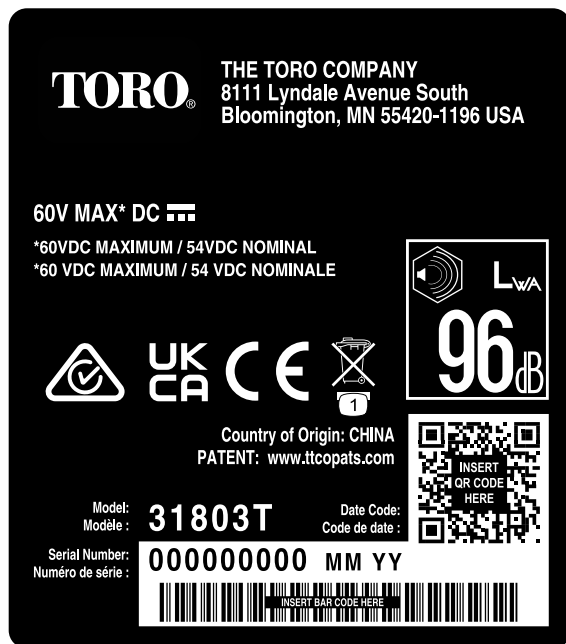 TORO®
THE TORO COMPANY
8111 Lyndale Avenue South
Bloomington, MN 55420-1196 USA
60V MAX* DC
*60VDC MAXIMUM / 54VDC NOMINAL
*60 VDC MAXIMUM / 54 VDC NOMINALE
LWA
96dB
UK
CA
CE
1
Country of Origin: CHINA
PATENT: www.ttcopats.com
INSERT
QR CODE
HERE
Model:
Modèle :
31803T
Date Code:
Code de date :
Serial Number:
Numéro de série :
000000000 MM YY
INSERT BAR CODE HERE